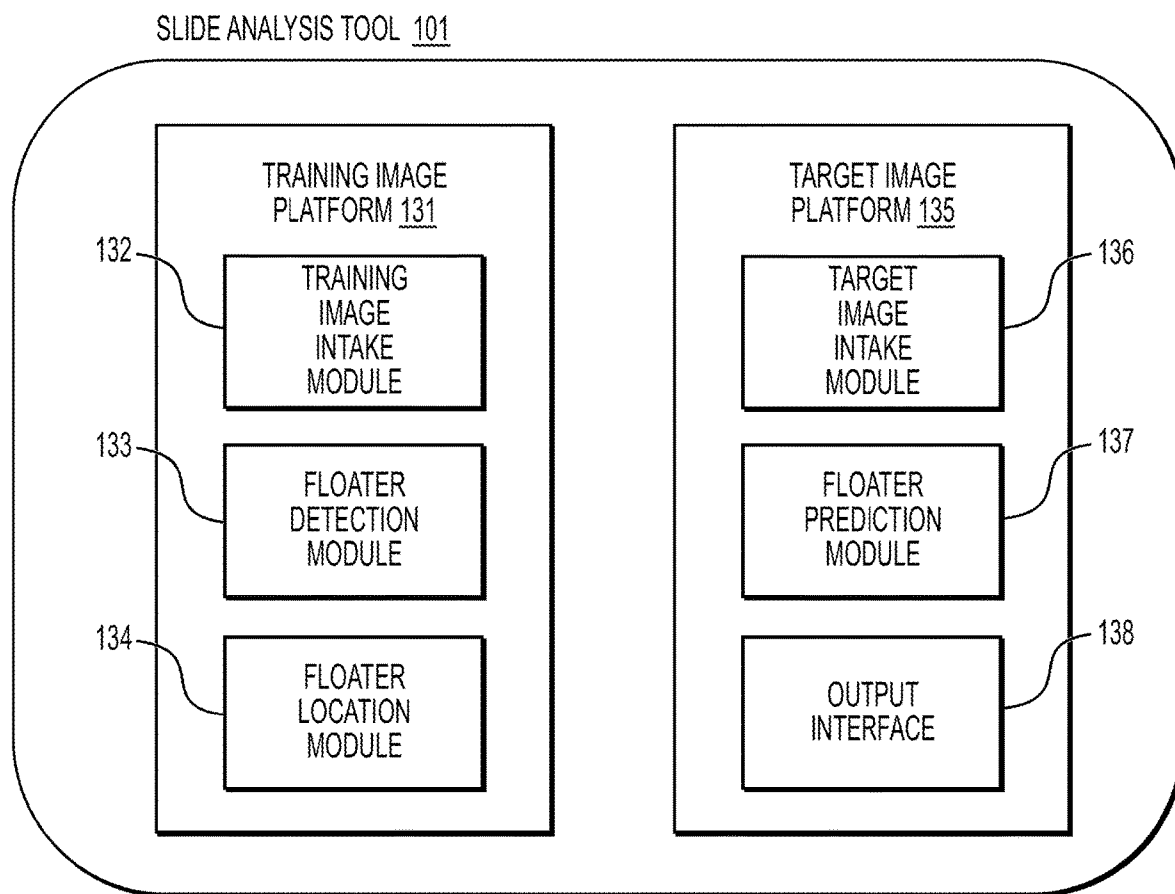 SLIDE ANALYSIS TOOL 101
TRAINING IMAGE
PLATFORM 131
132
TRAINING
IMAGE
INTAKE
MODULE
133
FLOATER
DETECTION
MODULE
134
FLOATER
LOCATION
MODULE
TARGET IMAGE
PLATFORM 135
136
TARGET
IMAGE
INTAKE
MODULE
137
FLOATER
PREDICTION
MODULE
138
OUTPUT
INTERFACE